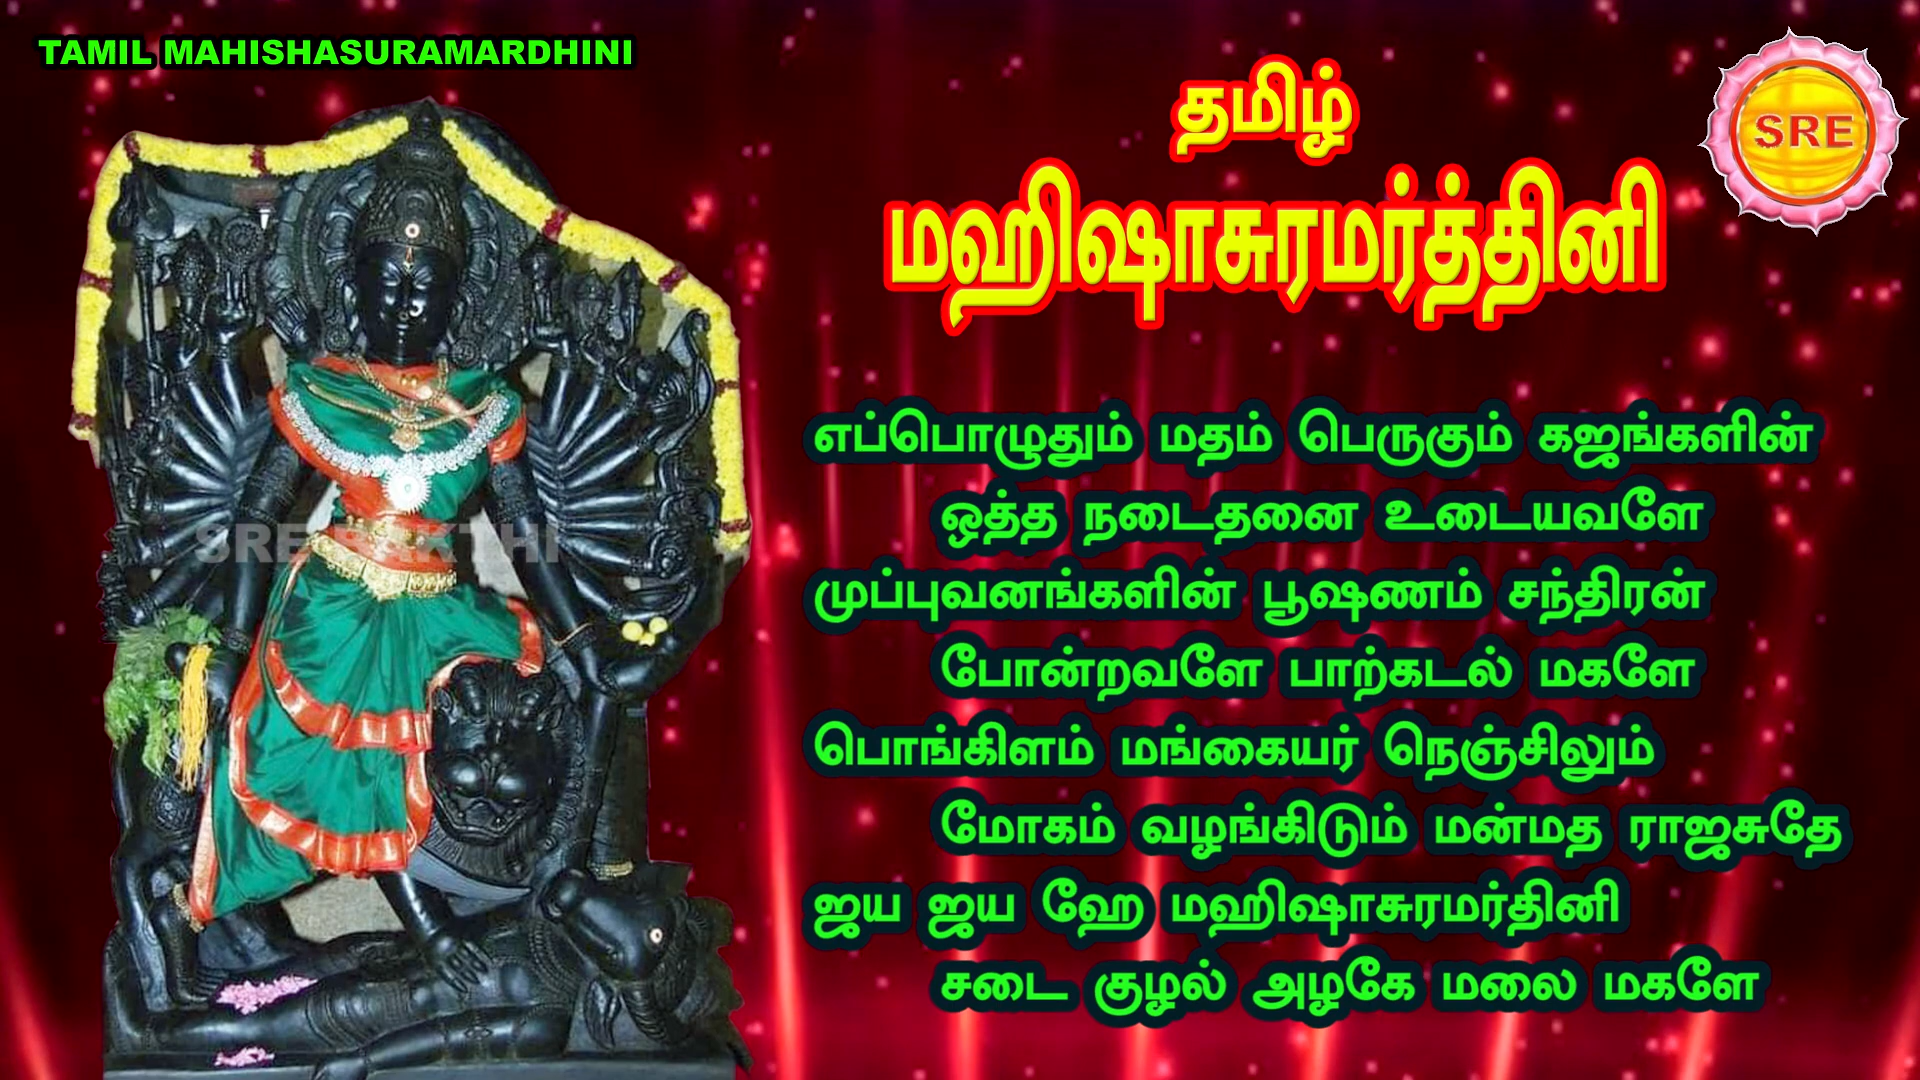 TAMIL MAHISHASURAMARDHINI
SRE
தமிழ்
மஹிஷாசுரமர்த்தினி
எப்பொழுதும் மதம் பெருகும் கஜங்களின்
ஒத்த நடைதனை உடையவளே
முப்புவனங்களின் பூஷணம் சந்திரன்
போன்றவளே பாற்கடல் மகளே
பொங்கிளம் மங்கையர் நெஞ்சிலும்
மோகம் வழங்கிடும் மன்மத ராஜசுதே
ஜய ஜய ஹே மஹிஷாசுரமர்தினி
சடை குழல் அழகே மலை மகளே
SRE BAKTHI